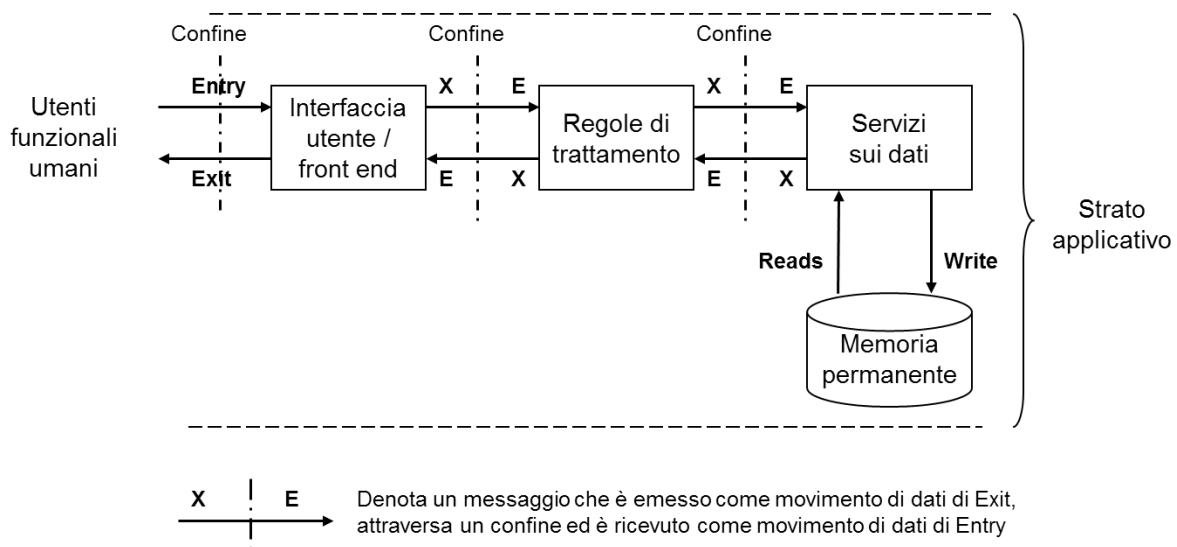 Confine
Confine
Confine
Entry
X
E
X
E
Utenti
funzionali
umani
Interfaccia
utente /
front end
Regole di
trattamento
Servizi
sui dati
Exit
E
X
E
X
Strato
applicativo
Reads
Write
Memoria
permanente
X
E
Denota un messaggio che è emesso come movimento di dati di Exit,
attraversa un confine ed è ricevuto come movimento di dati di Entry